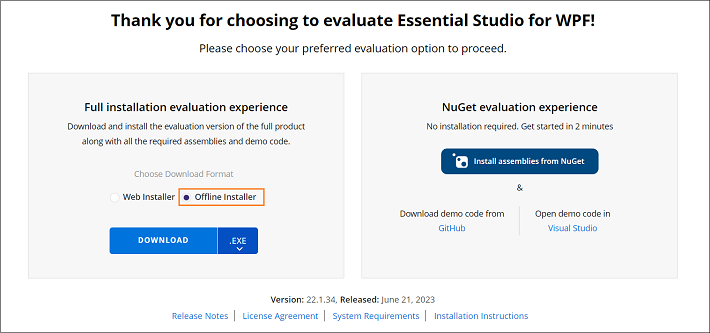 Thank you for choosing to evaluate Essential Studio for WPF!
Please choose your preferred evaluation option to proceed.
Full installation evaluation experience
Download and install the evaluation version of the full product
along with all the required assemblies and demo code.
Choose Download Format
Web Installer
Offline Installer
DOWNLOAD
.EXE
NuGet evaluation experience
No installation required. Get started in 2 minutes
Install assemblies from NuGet
&
Download demo code from
GitHub
Open demo code in
Visual Studio
Version: 22.1.34, Released: June 21, 2023
Release Notes | License Agreement | System Requirements | Installation Instructions